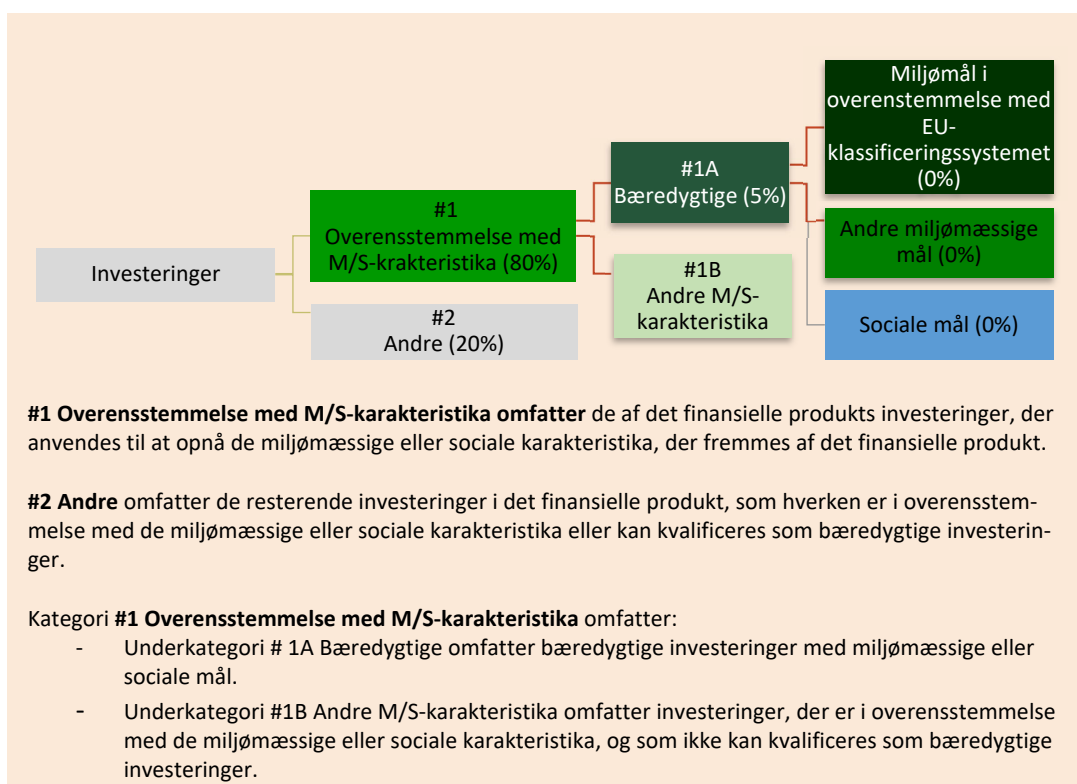 Investeringer
#1
Overensstemmelse med
M/S-krakteristika (80%)
#2
Andre (20%)
#1A
Bæredygtige (5%)
#1B
Andre M/S-
karakteristika
Miljømål i
overenstemmelse med
EU-
klassificeringssystemet
(0%)
Andre miljømæssige
mål (0%)
Sociale mål (0%)
#1 Overensstemmelse med M/S-karakteristika omfatter de af det finansielle produkts investeringer, der
anvendes til at opnå de miljømæssige eller sociale karakteristika, der fremmes af det finansielle produkt.
#2 Andre omfatter de resterende investeringer i det finansielle produkt, som hverken er i overensstem-
melse med de miljømæssige eller sociale karakteristika eller kan kvalificeres som bæredygtige investerin-
ger.
Kategori #1 Overensstemmelse med M/S-karakteristika omfatter:
- Underkategori # 1A Bæredygtige omfatter bæredygtige investeringer med miljømæssige eller
sociale mål.
- Underkategori #1B Andre M/S-karakteristika omfatter investeringer, der er i overensstemmelse
med de miljømæssige eller sociale karakteristika, og som ikke kan kvalificeres som bæredygtige
investeringer.